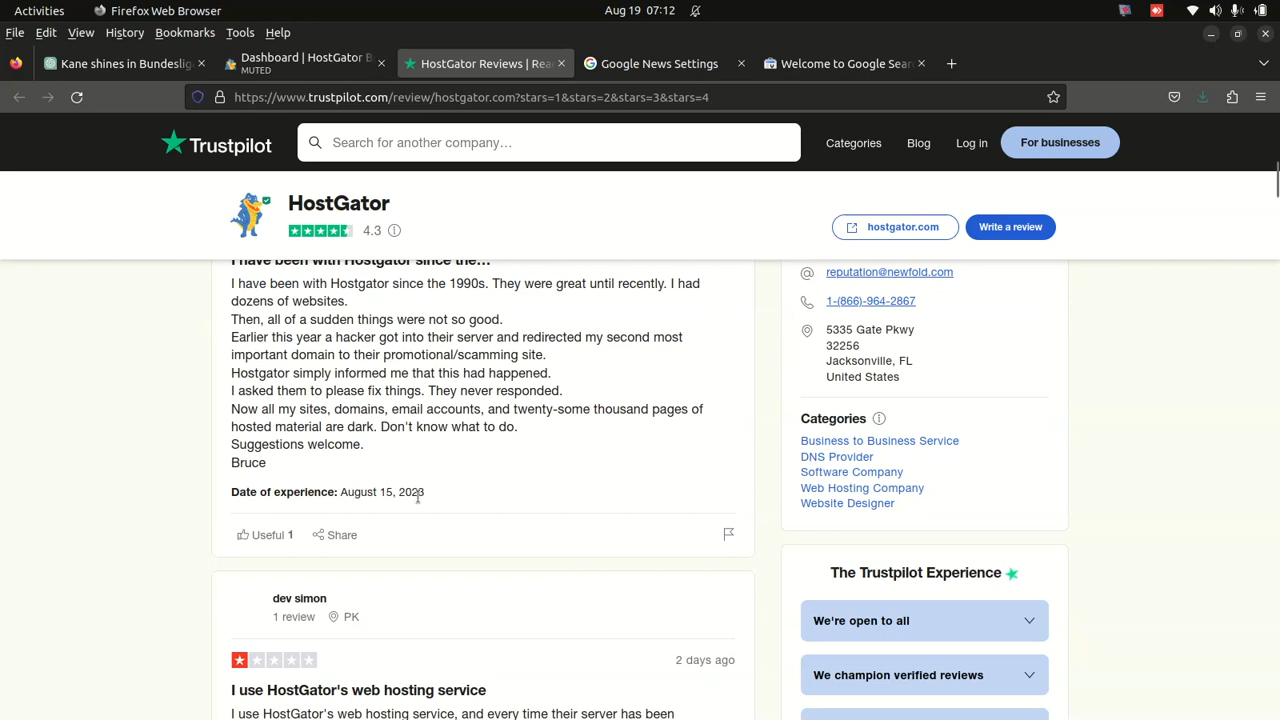 Activities
Firefox Web Browser
Aug 19 07:12
File Edit View History Bookmarks Tools Help
Kane shines in Bundeslig
Dashboard | HostGator B
MUTED
HostGator Reviews | Rea
Google News Settings
Welcome to Google Sear
https://www.trustpilot.com/review/hostgator.com?stars=1&stars=2&stars=3&stars=4
Trustpilot
Search for another company…
Categories
Blog
Log in
For businesses
HostGator
4.3
hostgator.com
Write a review
I have been with Hostgator since the…
I have been with Hostgator since the 1990s. They were great until recently. I had
dozens of websites.
Then, all of a sudden things were not so good.
Earlier this year a hacker got into their server and redirected my second most
important domain to their promotional/scamming site.
Hostgator simply informed me that this had happened.
I asked them to please fix things. They never responded.
Now all my sites, domains, email accounts, and twenty-some thousand pages of
hosted material are dark. Don't know what to do.
Suggestions welcome.
Bruce
Date of experience: August 15, 2023
Useful 1
Share
dev simon
1 review
PK
2 days ago
I use HostGator's web hosting service
I use HostGator's web hosting service, and every time their server has been
reputation@newfold.com
1-(866)-964-2867
5335 Gate Pkwy
32256
Jacksonville, FL
United States
Categories
Business to Business Service
DNS Provider
Software Company
Web Hosting Company
Website Designer
The Trustpilot Experience
We're open to all
We champion verified reviews